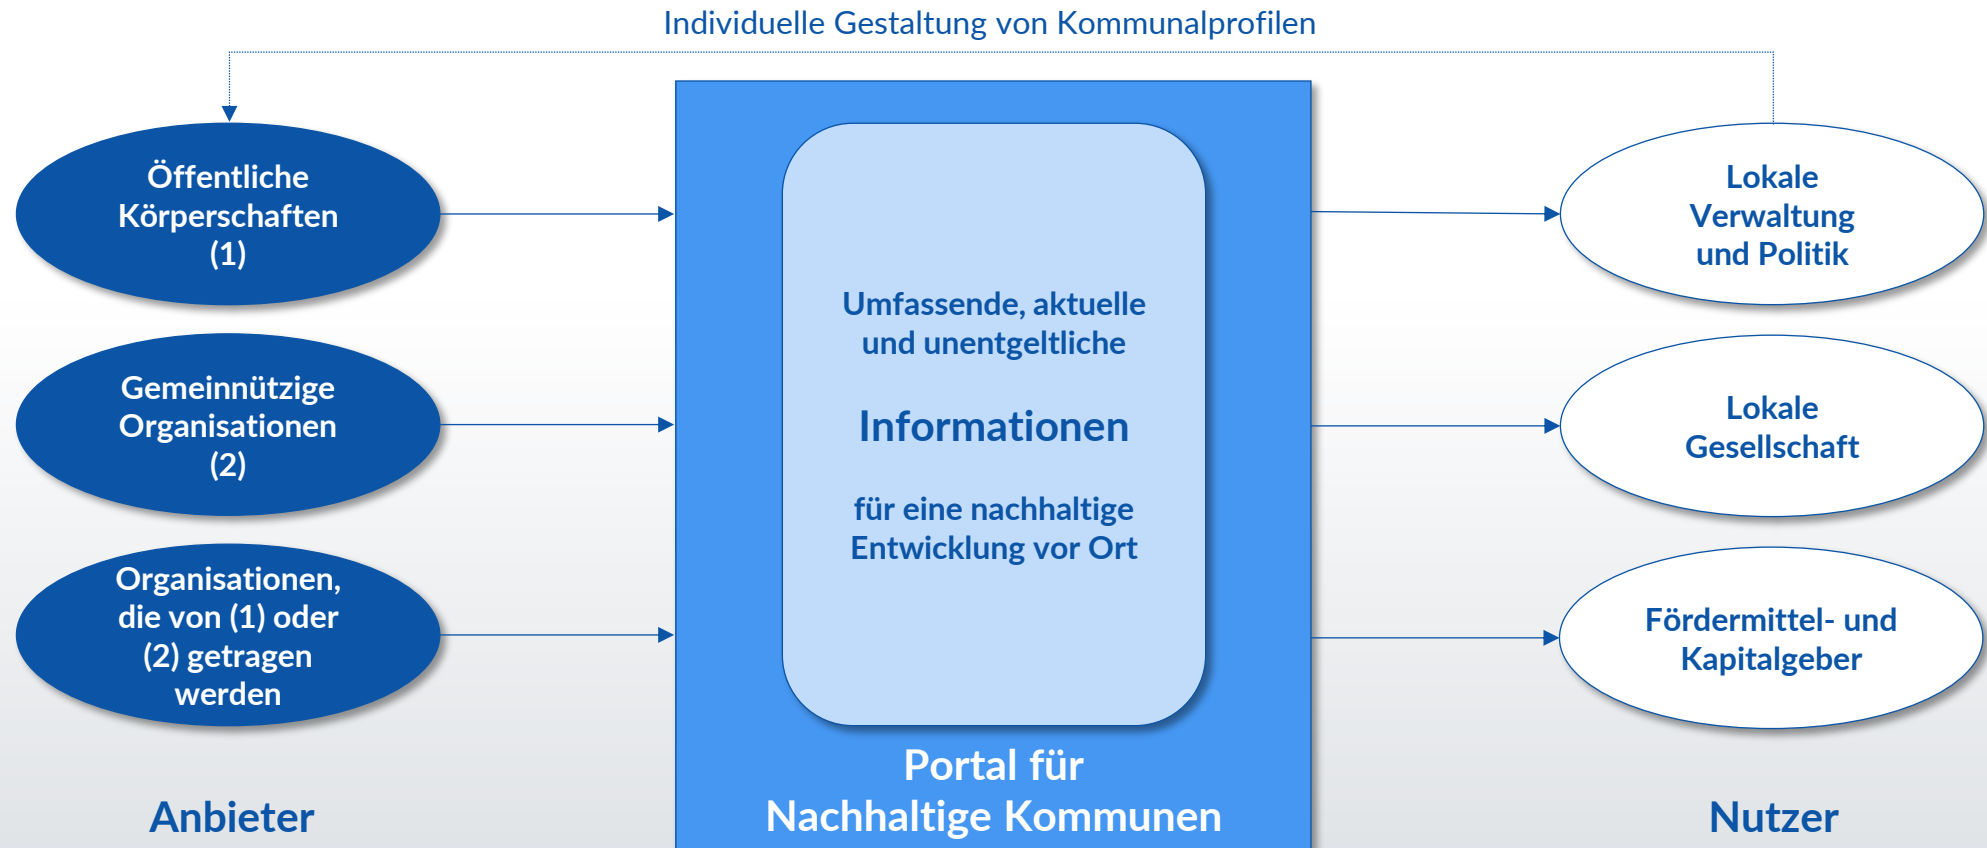 Individuelle Gestaltung von Kommunalprofilen
Öffentliche
Körperschaften
(1)
Gemeinnützige
Organisationen
(2)
Organisationen,
die von (1) oder
(2) getragen
werden
Anbieter
Umfassende, aktuelle
und unentgeltliche
Informationen
für eine nachhaltige
Entwicklung vor Ort
Portal für
Nachhaltige Kommunen
Lokale
Verwaltung
und Politik
Lokale
Gesellschaft
Fördermittel- und
Kapitalgeber
Nutzer